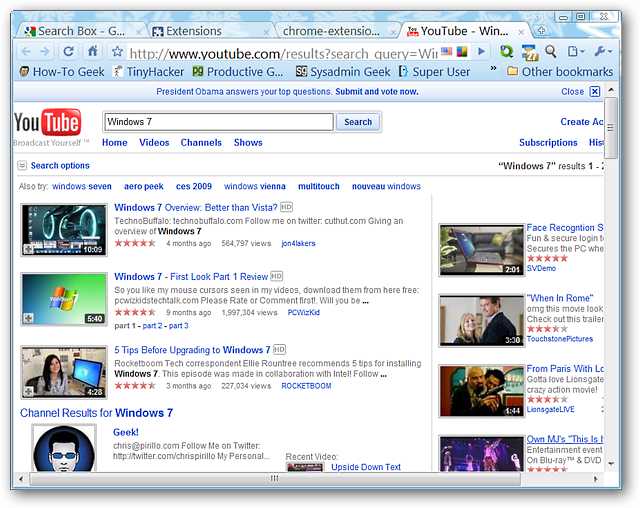 Search Box - G...
Extensions
chrome-extensio...
YouTube - Win...
http://www.youtube.com/results?search_query=Wi
How-To Geek
TinyHacker
Productive G...
Sysadmin Geek
Super User
»
Other bookmarks
President Obama answers your top questions. Submit and vote now.
Close
YouTube
Broadcast Yourself ™
Windows 7
Search
Create Ac
Home
Videos
Channels
Shows
Subscriptions
Hist
Search options
“Windows 7” results 1 - 2
Also try: windows seven aero peek ces 2009 windows vienna multitouch nouveau windows
Windows 7 Overview: Better than Vista? HD
TechnoBuffalo: technobuffalo.com Follow me on twitter: cuthut.com Giving an
overview of Windows 7
4 months ago 564,797 views jon4lakers
10:09
Windows 7 - First Look Part 1 Review HD
So you like my mouse cursors seen in my videos, download them from here free:
pcwizkidstechtalk.com Please Rate or Comment first!. Will you be ...
9 months ago 1,997,304 views PCWizKid
part 1 - part 2 - part 3
5:40
5 Tips Before Upgrading to Windows 7 HD
Rocketboom Tech correspondent Ellie Rountree recommends 5 tips for installing
Windows 7. This episode was made in collaboration with Intel! Follow ...
3 months ago 227,034 views ROCKETBOOM
4:28
Channel Results for Windows 7
Geek!
chris@pirillo.com Follow Me on Twitter:
http://twitter.com/chrispirillo My Personal...
Recent Video:
Upside Down Text
Face Recogntion S
Fun & secure login t
Secures the PC whe
SVDemo
2:01
"When In Rome"
omg this movie look
Check out this trailer
TouchstonePictures
3:30
From Paris With Lo
Gotta love Lionsgate
crazy action movie!
LionsgateLIVE
1:44
Own MJ's "This Is I
Entertainment event
On Blu-ray™ & DVD